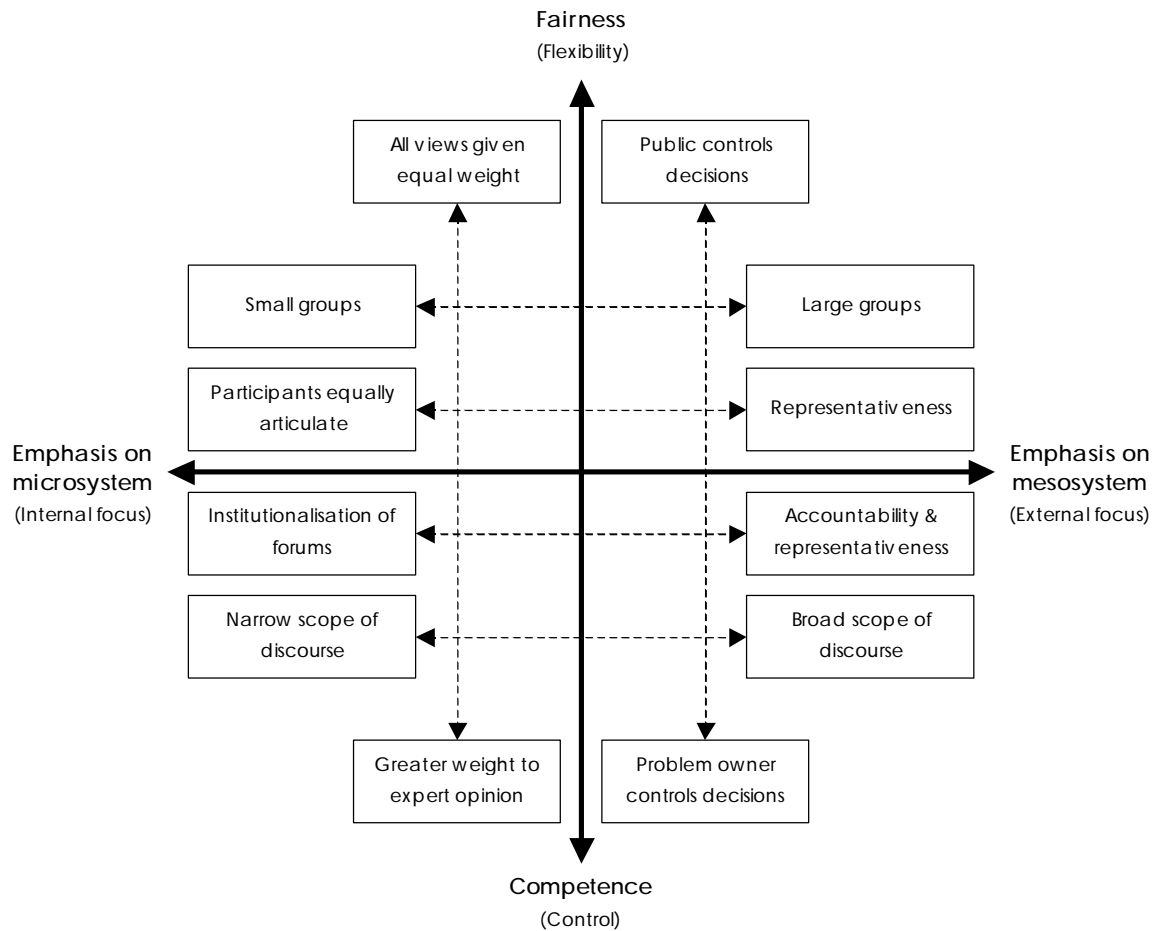 Fairness
(Flexibility)
All views given
equal weight
Public controls
decisions
Small groups
Large groups
Participants equally
articulate
Representativeness
Emphasis on
microsystem
(Internal focus)
Emphasis on
mesosystem
(External focus)
Institutionalisation of
forums
Accountability &
representativeness
Narrow scope of
discourse
Broad scope of
discourse
Greater weight to
expert opinion
Problem owner
controls decisions
Competence
(Control)